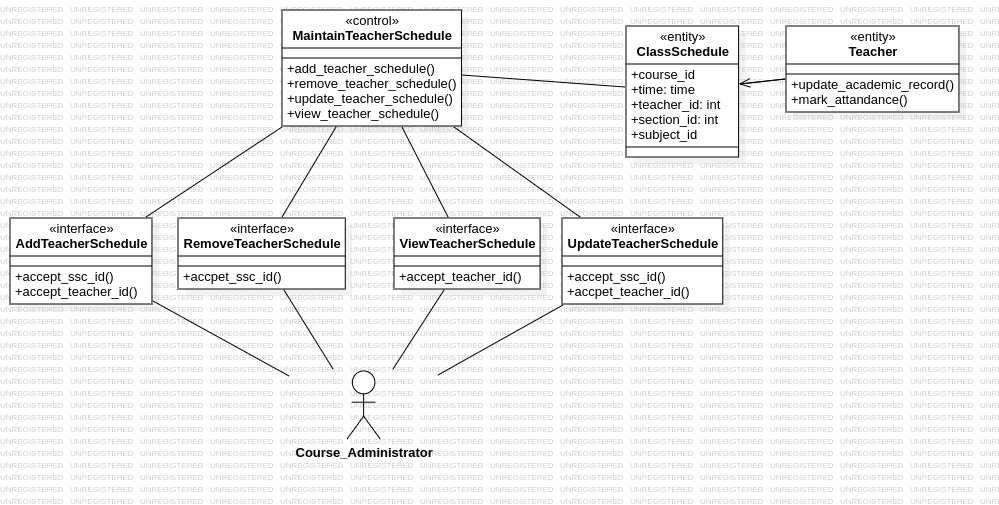 «control»
MaintainTeacherSchedule
+add_teacher_schedule()
+remove_teacher_schedule()
+update_teacher_schedule()
+view_teacher_schedule()
«entity»
ClassSchedule
+course_id
+time: time
+teacher_id: int
+section_id: int
+subject_id
«entity»
Teacher
+update_academic_record()
+mark_attandance()
«interface»
AddTeacherSchedule
+accept_ssc_id()
+accept_teacher_id()
«interface»
RemoveTeacherSchedule
+accpet_ssc_id()
«interface»
ViewTeacherSchedule
+accept_teacher_id()
«interface»
UpdateTeacherSchedule
+accept_ssc_id()
+accpet_teacher_id()
Course_Administrator
UNREGISTERED